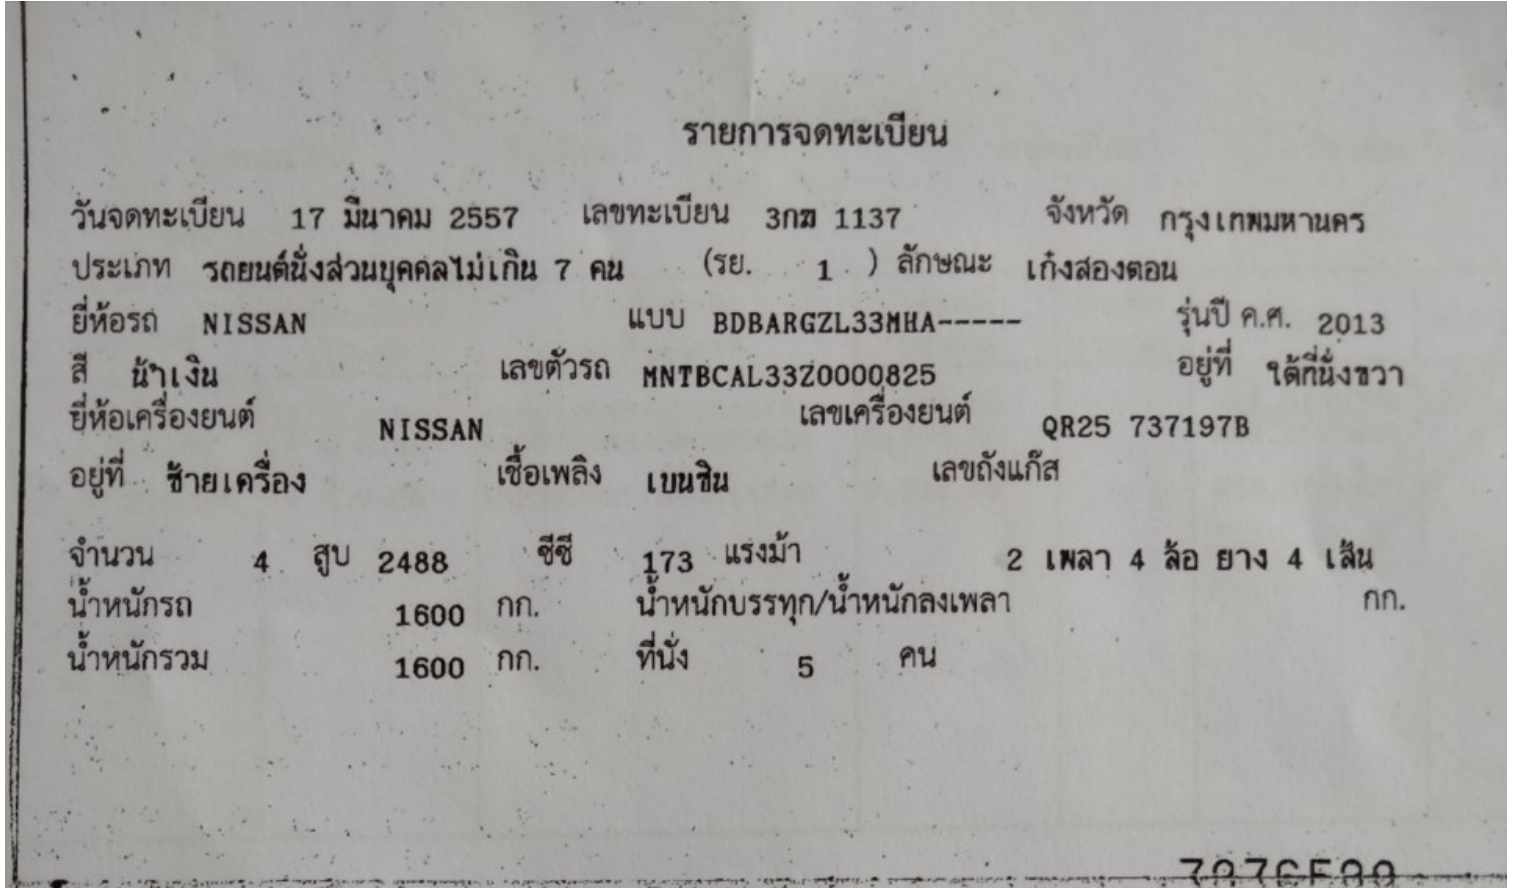 รายการจดทะเบียน
วันจดทะเบียน 17 มีนาคม 2557 เลขทะเบียน 3กฆ 1137 จังหวัด กรุงเทพมหานคร
ประเภท รถยนต์นั่งส่วนบุคคลไม่เกิน 7 คน (รย. 1 ) ลักษณะ เก๋งสองตอน
ยี่ห้อรถ NISSAN แบบ BDBARGZL33MHA----- รุ่นปี ค.ศ. 2013
สี น้ำเงิน เลขตัวรถ MNTBCAL33Z0000825 อยู่ที่ ใต้ที่นั่งขวา
ยี่ห้อเครื่องยนต์ NISSAN เลขเครื่องยนต์ QR25 737197B
อยู่ที่ ซ้ายเครื่อง เชื้อเพลิง เบนซิน เลขถังแก๊ส
จำนวน 4 สูบ 2488 ซีซี 173 แรงม้า 2 เพลา 4 ล้อ ยาง 4 เส้น
น้ำหนักรถ 1600 กก. น้ำหนักบรรทุก/น้ำหนักลงเพลา กก.
น้ำหนักรวม 1600 กก. ที่นั่ง 5 คน